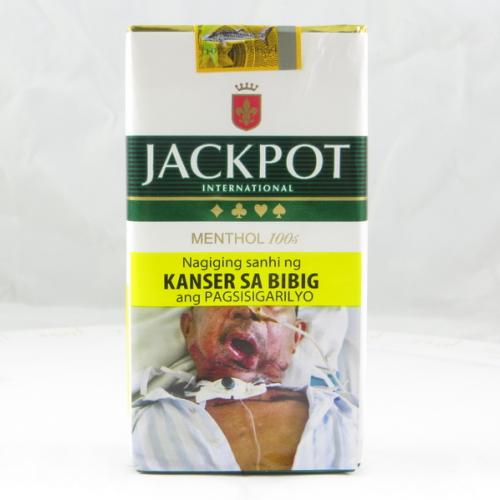 JACKPOT
INTERNATIONAL
MENTHOL 100s
Nagiging sanhi ng
KANSER SA BIBIG
ang PAGSISIGARILYO